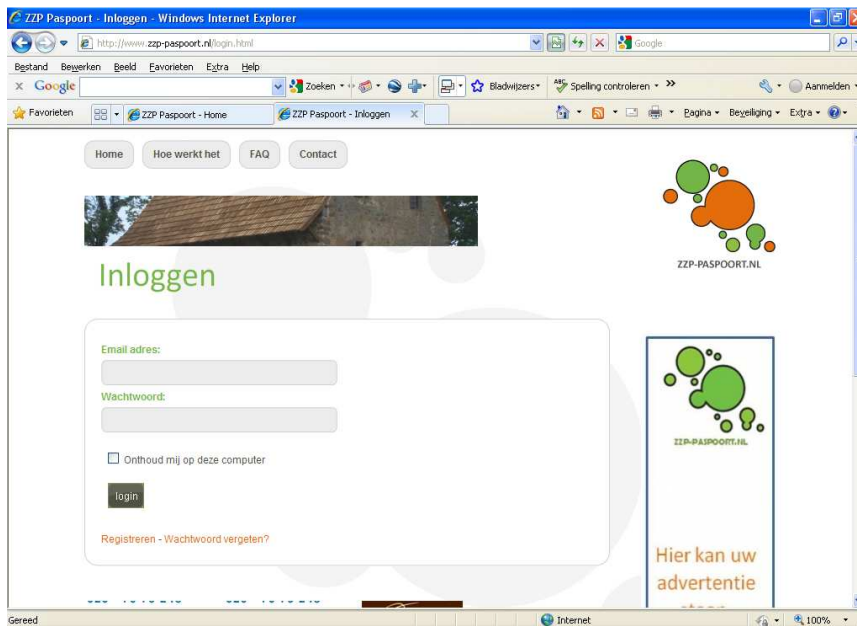 ZZP Paspoort - Inloggen - Windows Internet Explorer
http://www.zzp-paspoort.nl/login.html
Google
Bestand Bewerken Beeld Favorieten Extra Help
x Google Zoeken Bladwijzers Spelling controleren Aanmelden
Favorieten ZZP Paspoort - Home ZZP Paspoort - Inloggen X Pagina Beveiliging Extra
Home Hoe werkt het FAQ Contact
ZZP-PASPOORT.NL
Inloggen
Email adres:
Wachtwoord:
Onthoud mij op deze computer
login
Registreren - Wachtwoord vergeten?
ZZP-PASPOORT.NL
Hier kan uw
advertentie
Gereed Internet 100%